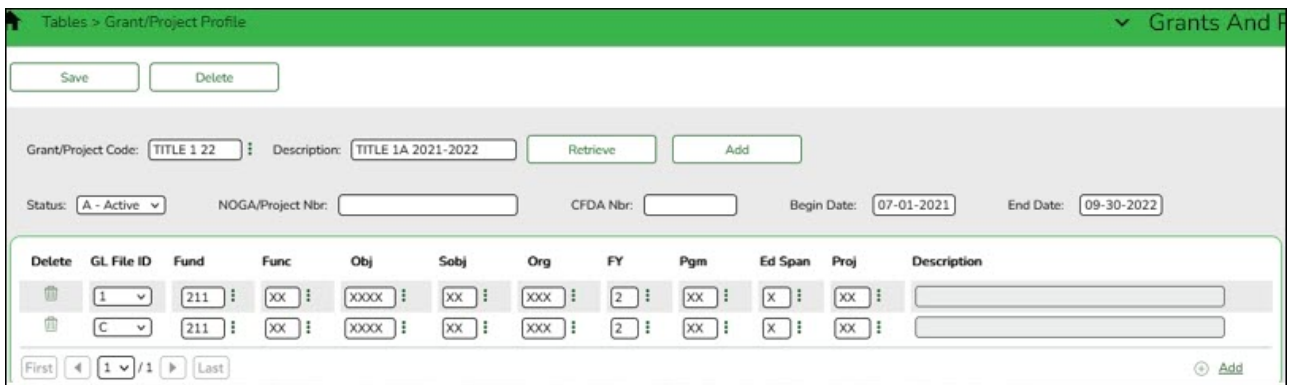 Tables > Grant/Project Profile Grants And
Save Delete
Grant/Project Code: TITLE 1 22 Description: TITLE 1A 2021-2022 Retrieve Add
Status: A - Active NOGA/Project Nbr: CFDA Nbr: Begin Date: 07-01-2021 End Date: 09-30-2022
Delete GL File ID Fund Func Obj Sobj Org FY Pgm Ed Span Proj Description
1 211 XX XXXX XX XXX 2 XX X XX
C 211 XX XXXX XX XXX 2 XX X XX
First 1 / 1 Last Add